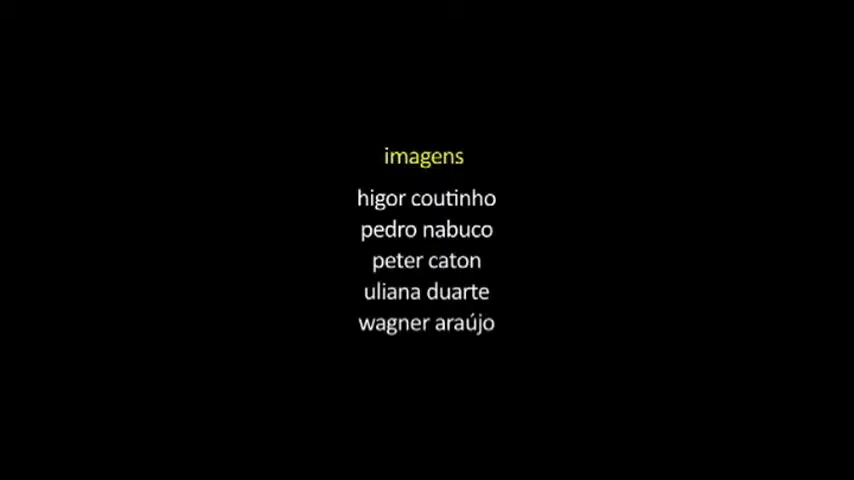 imagens
higor coutinho
pedro nabuco
peter caton
uliana duarte
wagner araújo